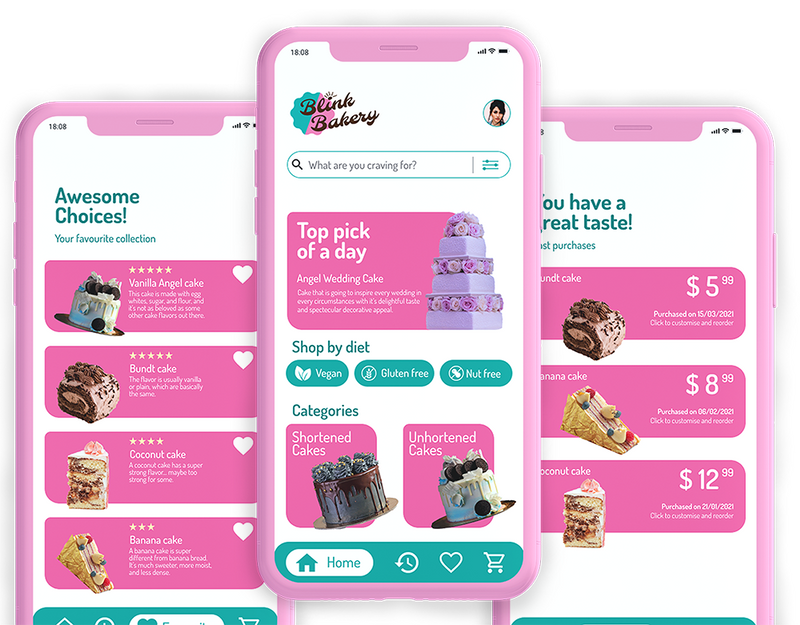 18:08
Awesome
Choices!
Your favourite collection
★★★★★
Vanilla Angel cake
This cake is made with egg
whites, sugar, and flour, and
it's not as beloved as some
other cake flavors out there.
★★★★★
Bundt cake
The flavor is usually vanilla
or plain, which are basically
the same.
★★★★
Coconut cake
A coconut cake has a super
strong flavor... maybe too
strong for some.
★★★
Banana cake
A banana cake is super
different from banana bread.
It's much sweeter, more moist,
and less dense.
18:08
Blink
Bakery
What are you craving for?
Top pick
of a day
Angel Wedding Cake
Cake that is going to inspire every wedding in
every circumstances with it's delightful taste
and spectecular decorative appeal.
Shop by diet
Vegan
Gluten free
Nut free
Categories
Shortened
Cakes
Unhortened
Cakes
Home
You have a
great taste!
purchases
cake
$ 5 99
Purchased on 15/03/2021
Click to customise and reorder
cake
$ 8 99
Purchased on 06/02/2021
Click to customise and reorder
cake
$ 12 99
Purchased on 21/01/2021
Click to customise and reorder